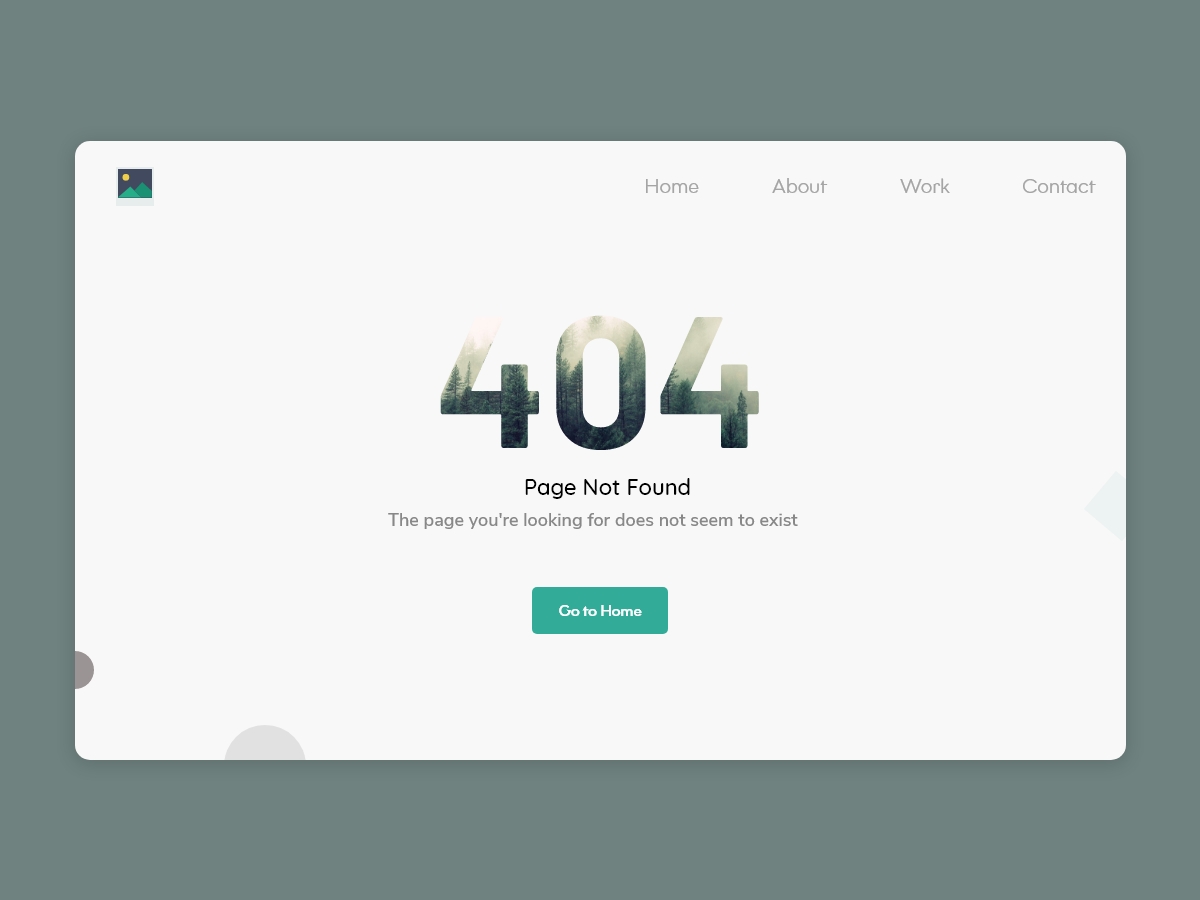 Home About Work Contact
404
Page Not Found
The page you're looking for does not seem to exist
Go to Home